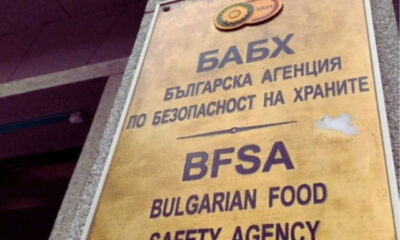 БАБХ
БЪЛГАРСКА АГЕНЦИЯ
ПО БЕЗОПАСНОСТ НА ХРАНИТЕ
BFSA
BULGARIAN FOOD
SAFETY AGENCY